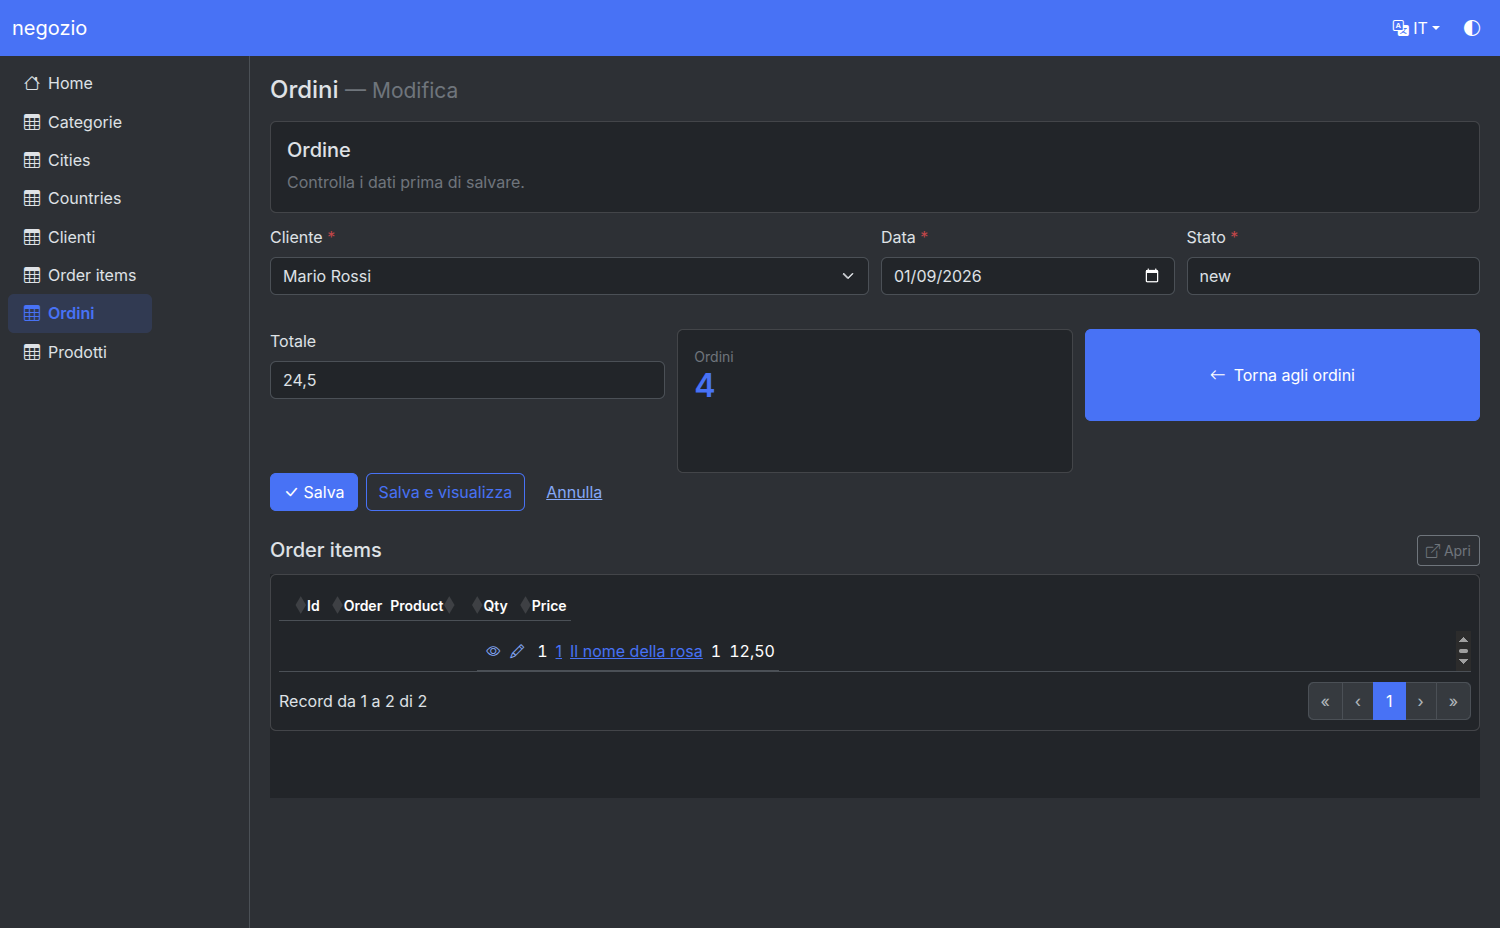 negozio
IT
Home
Categorie
Cities
Countries
Clienti
Order items
Ordini
Prodotti
Ordini — Modifica
Ordine
Controlla i dati prima di salvare.
Cliente * Data * Stato *
Mario Rossi 01/09/2026 new
Totale
24,5
Ordini
4
← Torna agli ordini
Salva Salva e visualizza Annulla
Order items Apri
Id Order Product Qty Price
1 1 Il nome della rosa 1 12,50
Record da 1 a 2 di 2 « ‹ 1 › »